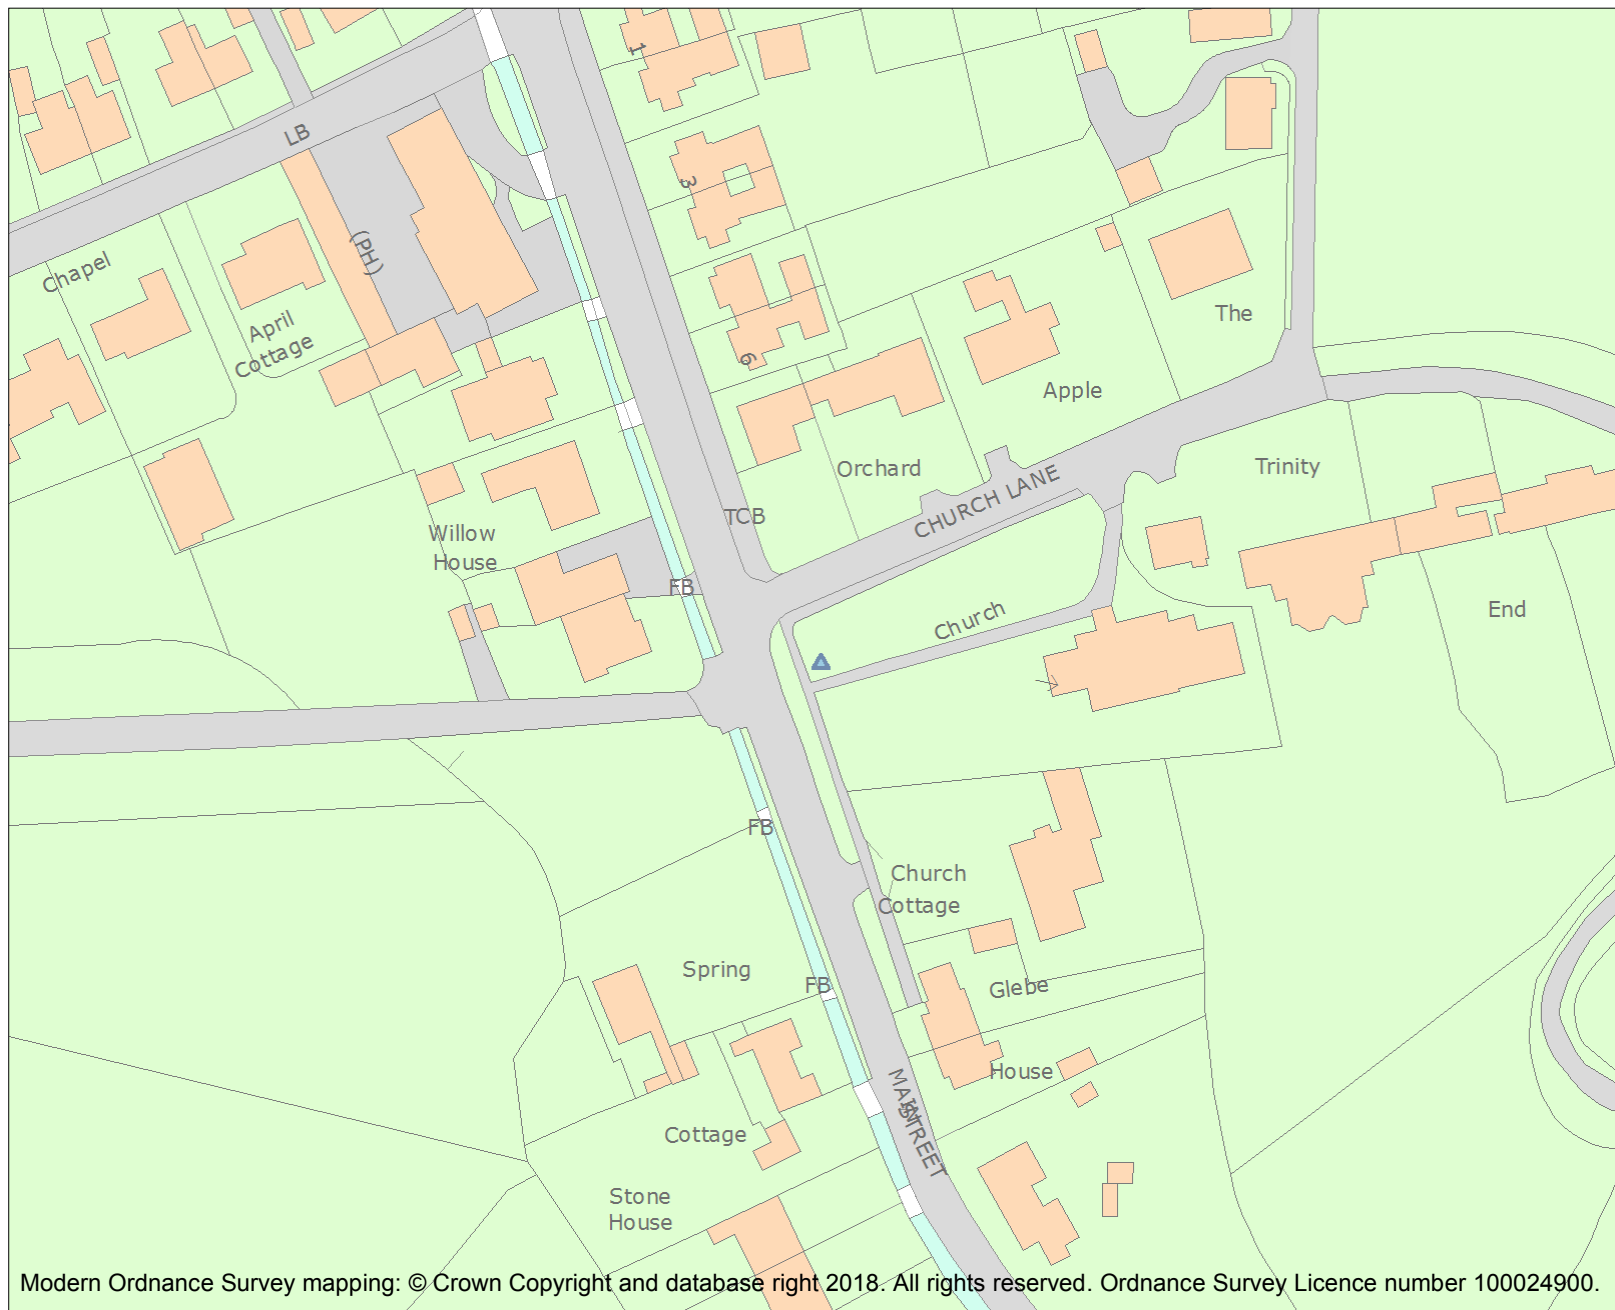 1
LB
3
(PH)
Chapel
April
Cottage
The
6
Apple
Orchard
Trinity
CHURCH LANE
TCB
Willow
House
FB
Church
End
FB
Church
Cottage
Spring
FB
Glebe
House
MAIN STREET
Cottage
Stone
House
Modern Ordnance Survey mapping: © Crown Copyright and database right 2018. All rights reserved. Ordnance Survey Licence number 100024900.